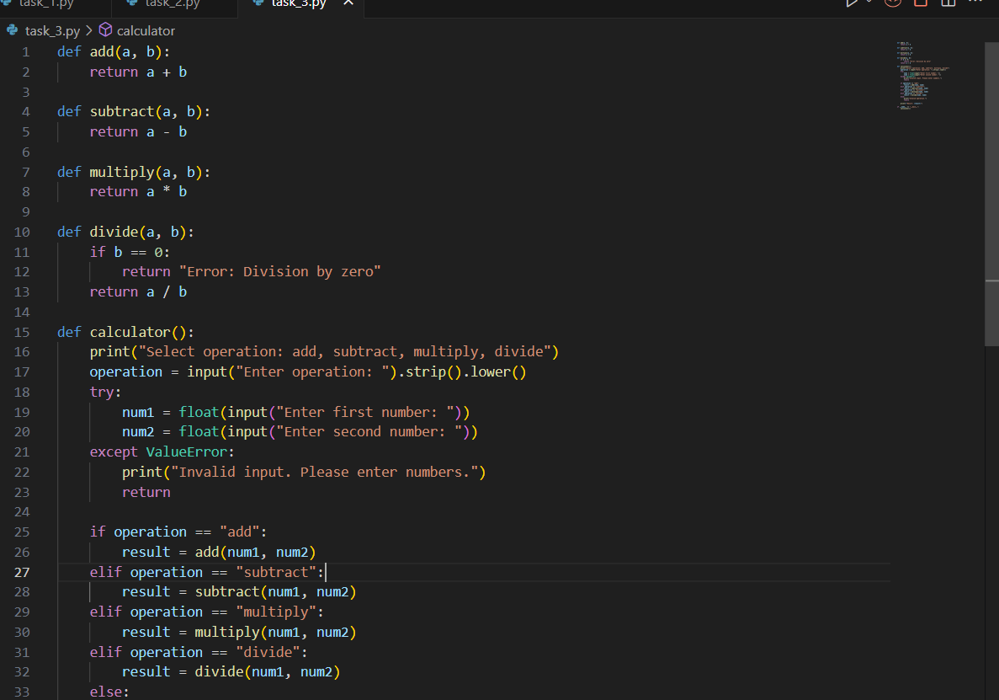 task_1.py task_2.py task_3.py
task_3.py > calculator
1 def add(a, b):
2     return a + b
3
4 def subtract(a, b):
5     return a - b
6
7 def multiply(a, b):
8     return a * b
9
10 def divide(a, b):
11     if b == 0:
12         return "Error: Division by zero"
13     return a / b
14
15 def calculator():
16     print("Select operation: add, subtract, multiply, divide")
17     operation = input("Enter operation: ").strip().lower()
18     try:
19         num1 = float(input("Enter first number: "))
20         num2 = float(input("Enter second number: "))
21     except ValueError:
22         print("Invalid input. Please enter numbers.")
23         return
24
25     if operation == "add":
26         result = add(num1, num2)
27     elif operation == "subtract":
28         result = subtract(num1, num2)
29     elif operation == "multiply":
30         result = multiply(num1, num2)
31     elif operation == "divide":
32         result = divide(num1, num2)
33     else: